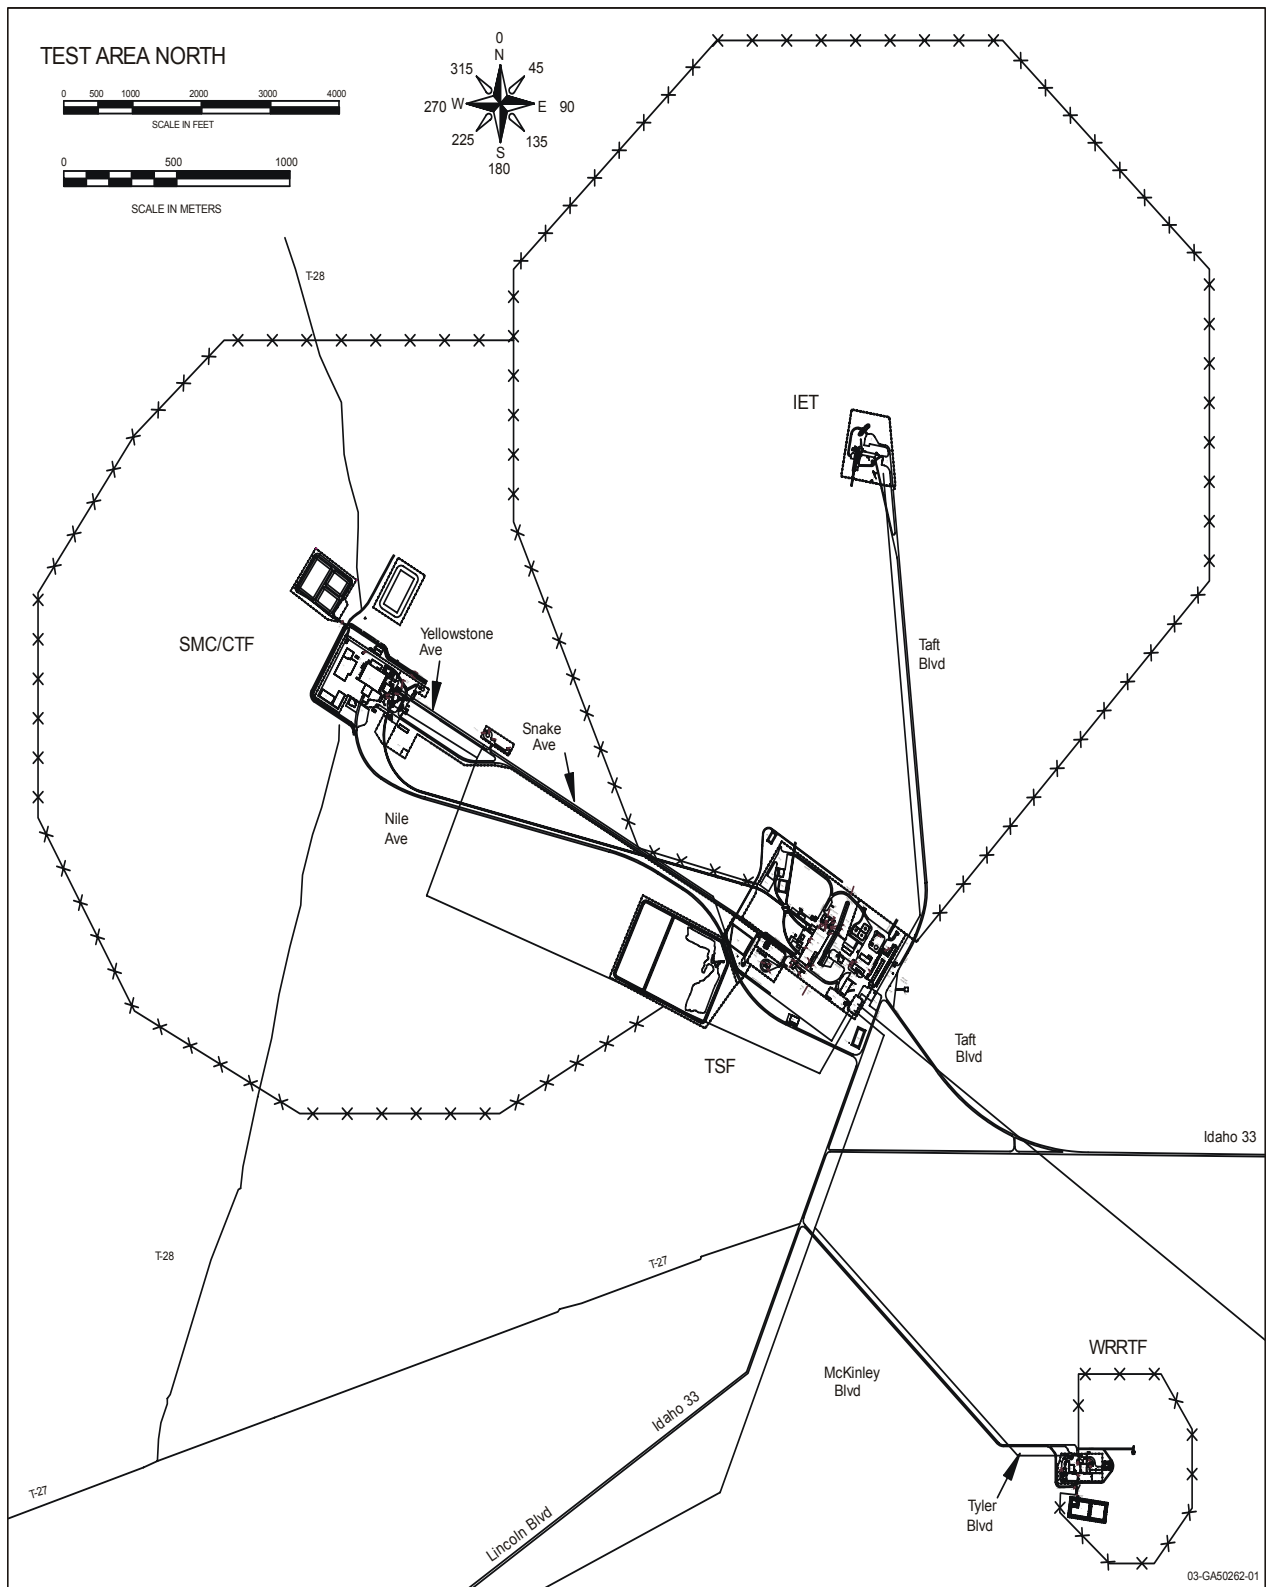 TEST AREA NORTH
0 500 1000 2000 3000 4000
SCALE IN FEET
0 500 1000
SCALE IN METERS
0
N
315 45
270 W E 90
225 135
S
180
T-28
IET
SMC/CTF
Yellowstone
Ave
Taft
Blvd
Snake
Ave
Nile
Ave
TSF
Taft
Blvd
Idaho 33
T-28
T-27
WRRTF
McKinley
Blvd
Idaho 33
T-27
Tyler
Blvd
Lincoln Blvd
03-GA50262-01